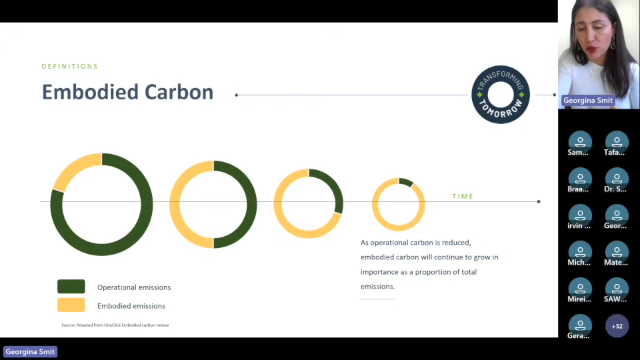 DEFINITIONS
Embodied Carbon
TRANSFORMING
TOMORROW
TIME
As operational carbon is reduced,
embodied carbon will continue to grow in
importance as a proportion of total
emissions.
Operational emissions
Embodied emissions
Source: Adapted from OneClick Embodied carbon review
Georgina Smit
Georgina Smit
Sam...
Tafa...
Braa...
Dr. S...
irvin ...
Geor...
Mich...
Mate...
Mirei...
SAW...
Gera...
+52